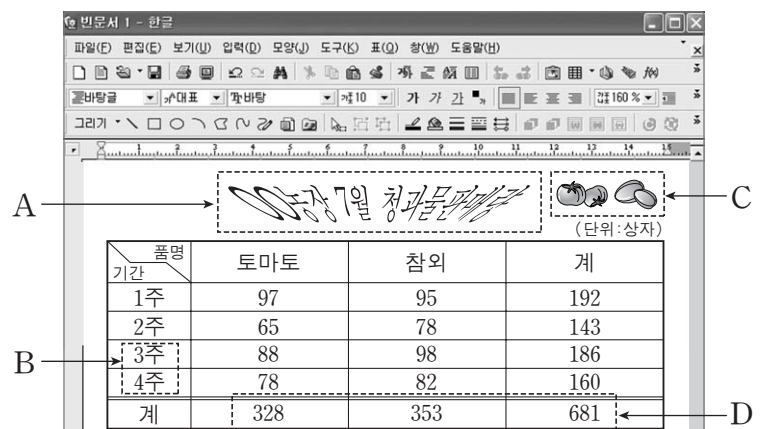 빈문서 1 - 한글
파일(F) 편집(E) 보기(U) 입력(D) 모양(J) 도구(K) 표(Q) 창(W) 도움말(H)
바탕글 대표 바탕 10 가 가 가 160 %
그리기
1 2 3 4 5 6 7 8 9 10 11 12 13 14 15
A
농장 7월 청과물판매량
C
(단위:상자)
품명
기간
토마토 참외 계
1주 97 95 192
2주 65 78 143
B
3주 88 98 186
4주 78 82 160
계 328 353 681
D